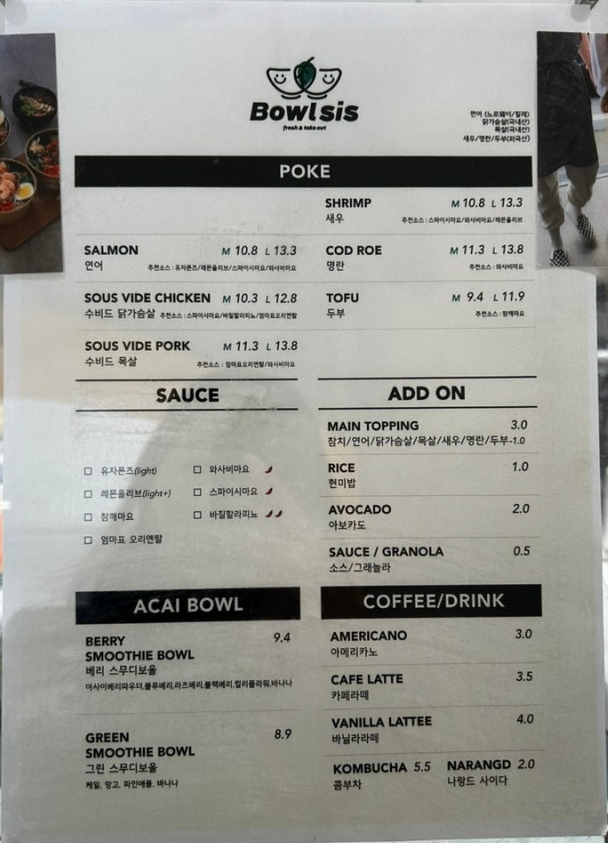 Bowl sis
fresh & take out
연어 (노르웨이/칠레)
닭가슴살(국내산)
목살(국내산)
새우/명란/두부(외국산)
POKE
SHRIMP M 10.8 L 13.3
새우 추천소스 : 스파이시마요/와사비마요/레몬올리브
SALMON M 10.8 L 13.3
연어 추천소스 : 유자폰즈/레몬올리브/스파이시마요/와사비마요
COD ROE M 11.3 L 13.8
명란 추천소스 : 와사비마요
SOUS VIDE CHICKEN M 10.3 L 12.8
수비드 닭가슴살 추천소스 : 스파이시마요/바질할라피뇨/엄마표오리엔탈
TOFU M 9.4 L 11.9
두부 추천소스 : 참깨마요
SOUS VIDE PORK M 11.3 L 13.8
수비드 목살 추천소스 : 엄마표오리엔탈/와사비마요
SAUCE
유자폰즈(light)
와사비마요
레몬올리브(light+)
스파이시마요
참깨마요
바질할라피뇨
엄마표 오리엔탈
ADD ON
MAIN TOPPING 3.0
참치/연어/닭가슴살/목살/새우/명란/두부-1.0
RICE 1.0
현미밥
AVOCADO 2.0
아보카도
SAUCE / GRANOLA 0.5
소스/그래놀라
ACAI BOWL
BERRY 9.4
SMOOTHIE BOWL
베리 스무디보울
아사이베리파우더,블루베리,라즈베리,블랙베리,컬리플라워,바나나
GREEN 8.9
SMOOTHIE BOWL
그린 스무디보울
케일, 망고, 파인애플, 바나나
COFFEE/DRINK
AMERICANO 3.0
아메리카노
CAFE LATTE 3.5
카페라떼
VANILLA LATTEE 4.0
바닐라라떼
KOMBUCHA 5.5 NARANGD 2.0
콤부차 나랑드 사이다